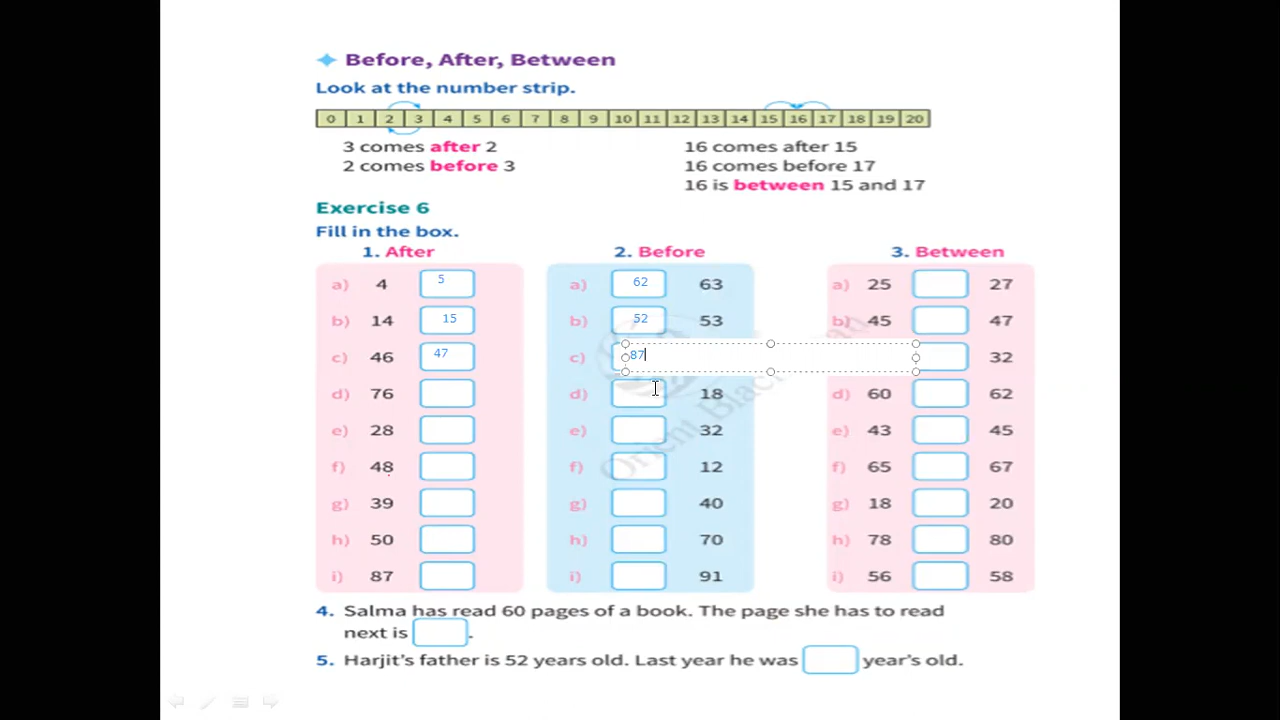 Before, After, Between
Look at the number strip.
0 1 2 3 4 5 6 7 8 9 10 11 12 13 14 15 16 17 18 19 20
3 comes after 2
2 comes before 3
16 comes after 15
16 comes before 17
16 is between 15 and 17
Exercise 6
Fill in the box.
1. After
a) 4 5
b) 14 15
c) 46 47
d) 76
e) 28
f) 48
g) 39
h) 50
i) 87
2. Before
a) 62 63
b) 52 53
c) 87
d) 18
e) 32
f) 12
g) 40
h) 70
i) 91
3. Between
a) 25 27
b) 45 47
32
d) 60 62
e) 43 45
f) 65 67
g) 18 20
h) 78 80
i) 56 58
4. Salma has read 60 pages of a book. The page she has to read
next is .
5. Harjit's father is 52 years old. Last year he was year's old.